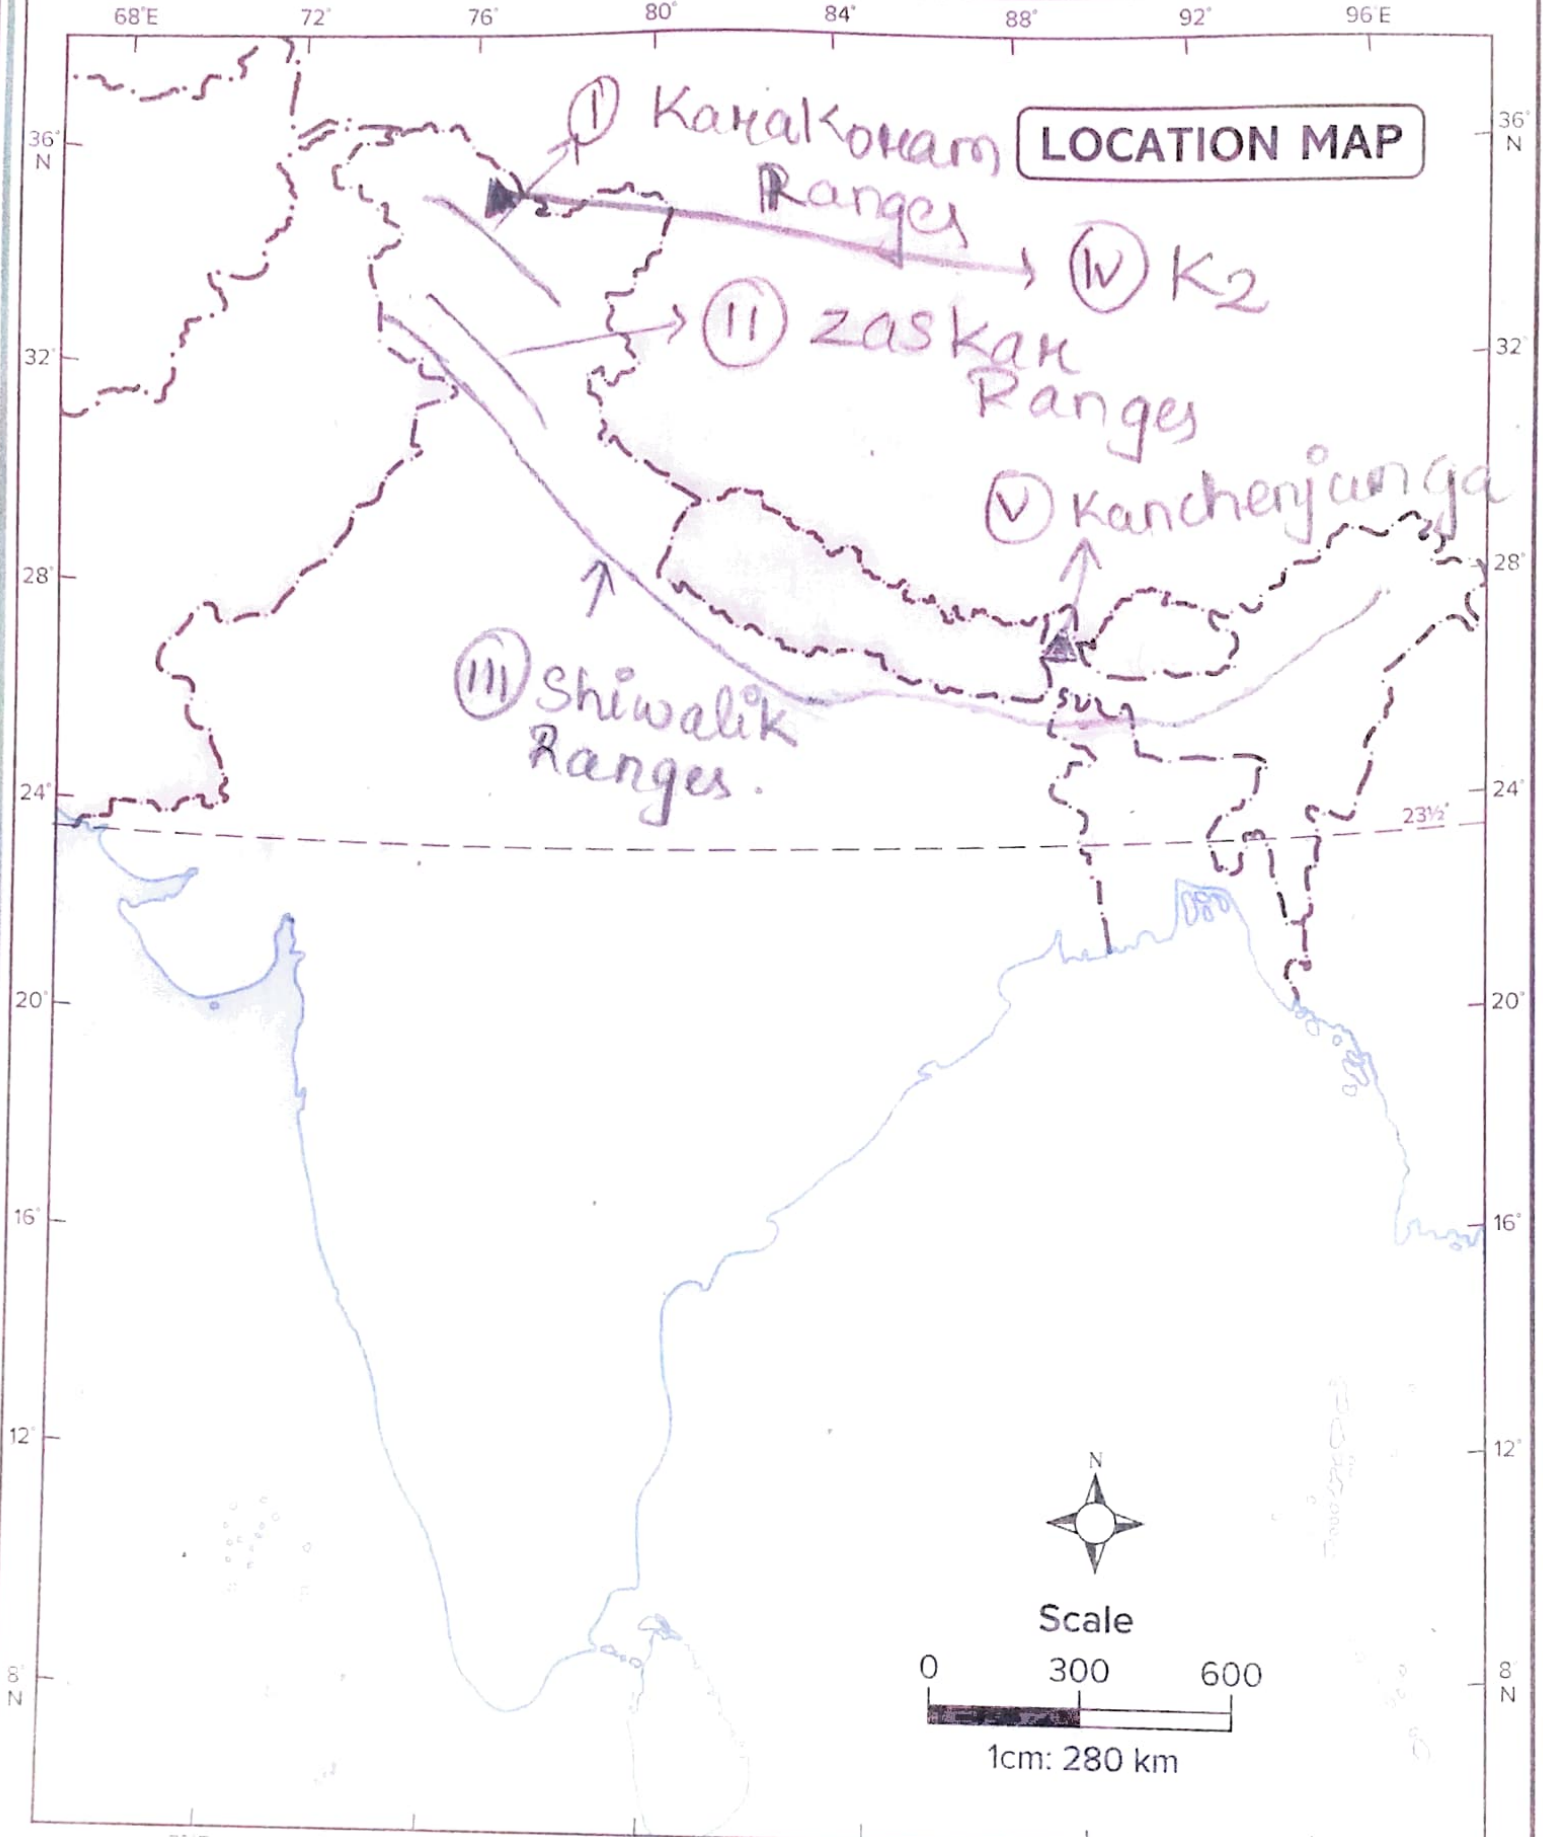 68°E 72° 76° 80° 84° 88° 92° 96°E
36° N
36° N
LOCATION MAP
I Karakoram
Ranges
IV K2
II Zaskar
Ranges
32°
32°
V Kanchenjunga
28°
28°
III Shiwalik
Ranges.
24°
24°
23½°
20°
20°
16°
16°
12°
12°
N
Scale
0 300 600
1cm: 280 km
8° N
8° N